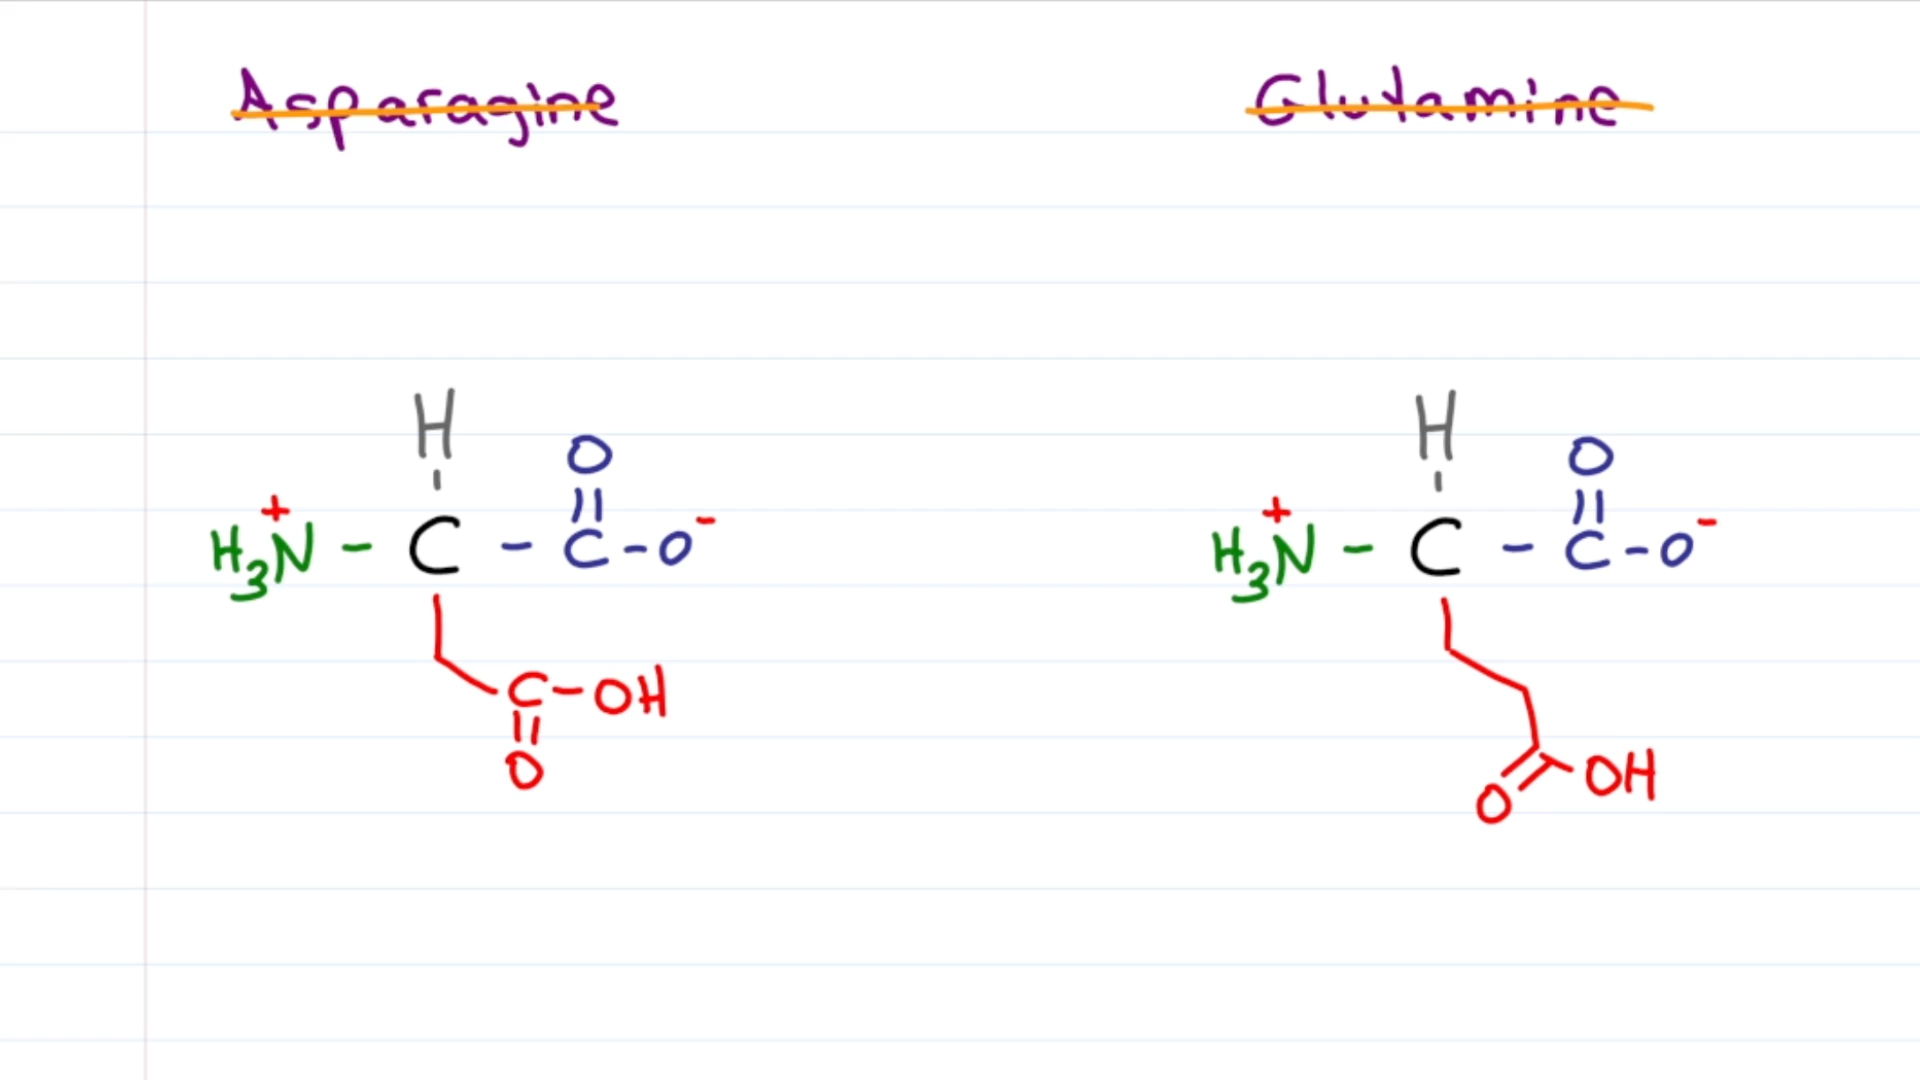 Asparagine Glutamine
H H
O O
H₃N⁺ - C - C - O⁻ H₃N⁺ - C - C - O⁻
C - OH
O OH
O